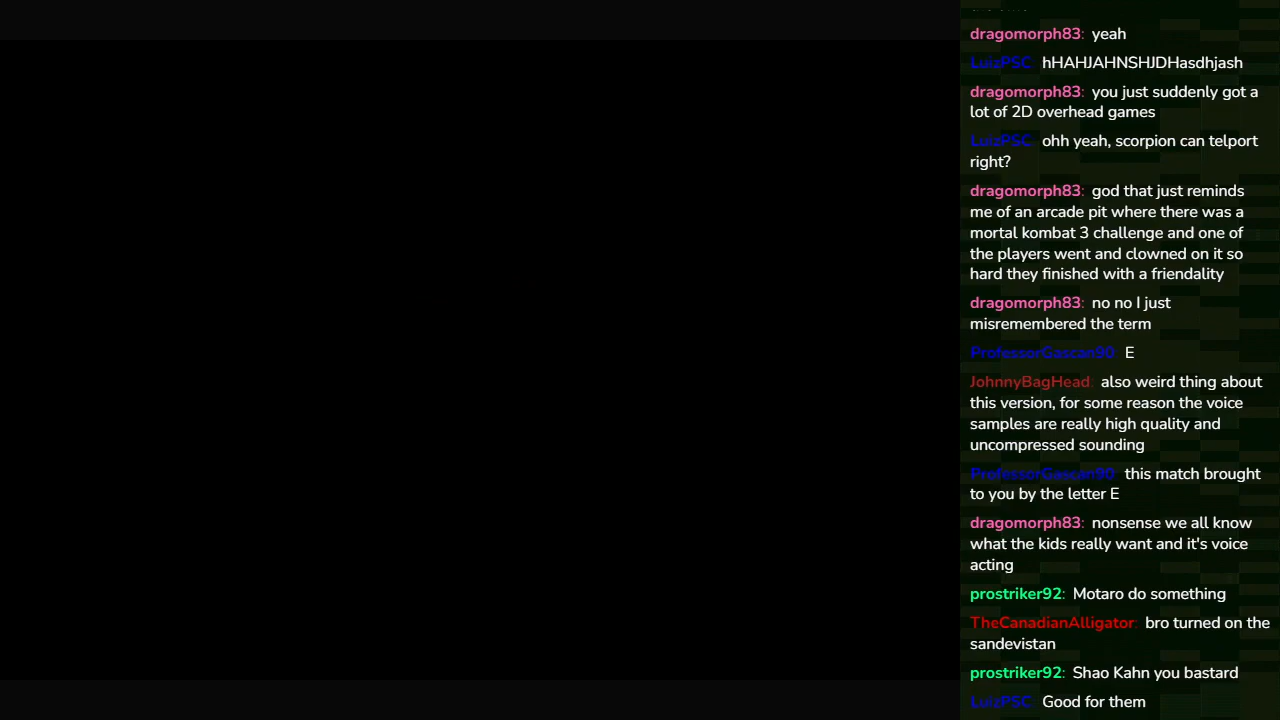 dragomorph83: yeah
LuizPSC: hHAHJAHNSHJDHasdhjash
dragomorph83: you just suddenly got a
lot of 2D overhead games
LuizPSC: ohh yeah, scorpion can telport
right?
dragomorph83: god that just reminds
me of an arcade pit where there was a
mortal kombat 3 challenge and one of
the players went and clowned on it so
hard they finished with a friendality
dragomorph83: no no I just
misremembered the term
ProfessorGascan90: E
JohnnyBagHead: also weird thing about
this version, for some reason the voice
samples are really high quality and
uncompressed sounding
ProfessorGascan90: this match brought
to you by the letter E
dragomorph83: nonsense we all know
what the kids really want and it's voice
acting
prostriker92: Motaro do something
TheCanadianAlligator: bro turned on the
sandevistan
prostriker92: Shao Kahn you bastard
LuizPSC: Good for them